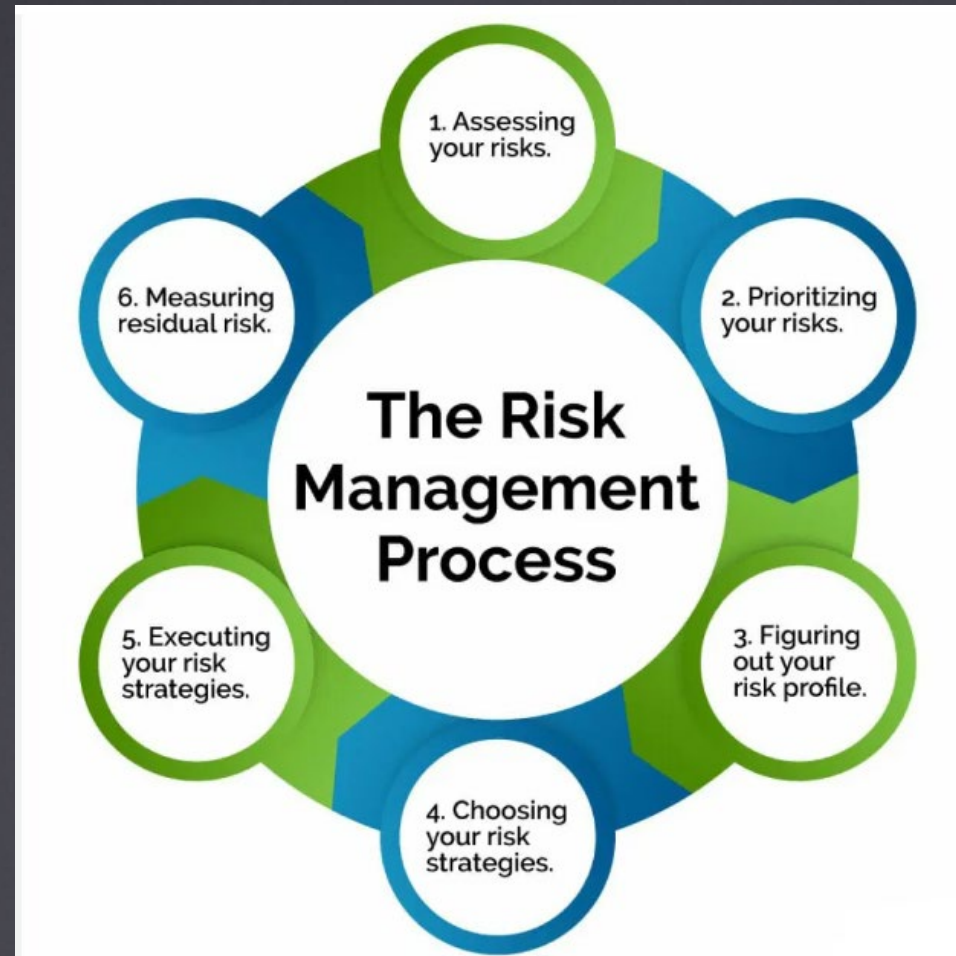 The Risk
Management
Process
1. Assessing
your risks.
2. Prioritizing
your risks.
3. Figuring
out your
risk profile.
4. Choosing
your risk
strategies.
5. Executing
your risk
strategies.
6. Measuring
residual risk.